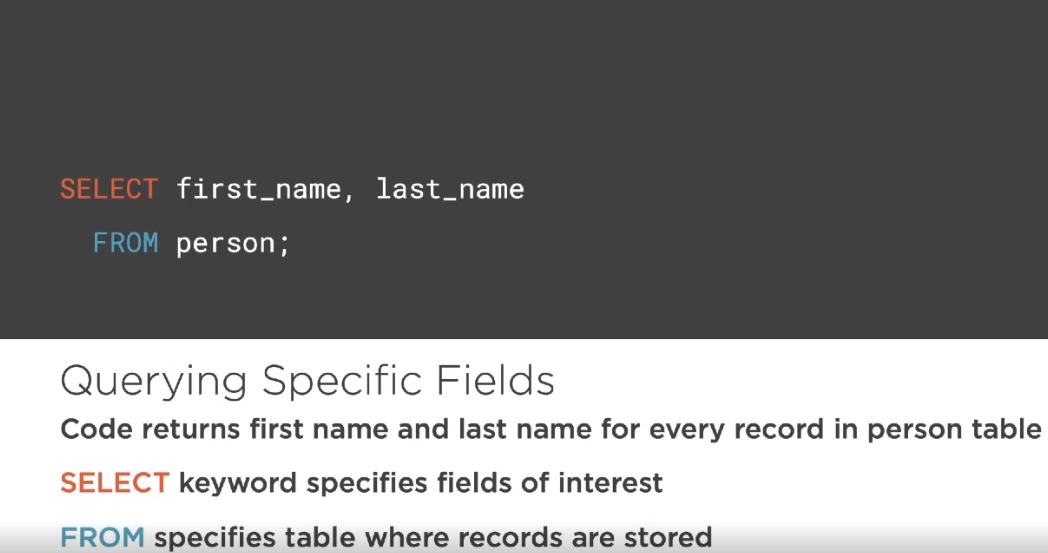 SELECT first_name, last_name
FROM person;
Querying Specific Fields
Code returns first name and last name for every record in person table
SELECT keyword specifies fields of interest
FROM specifies table where records are stored